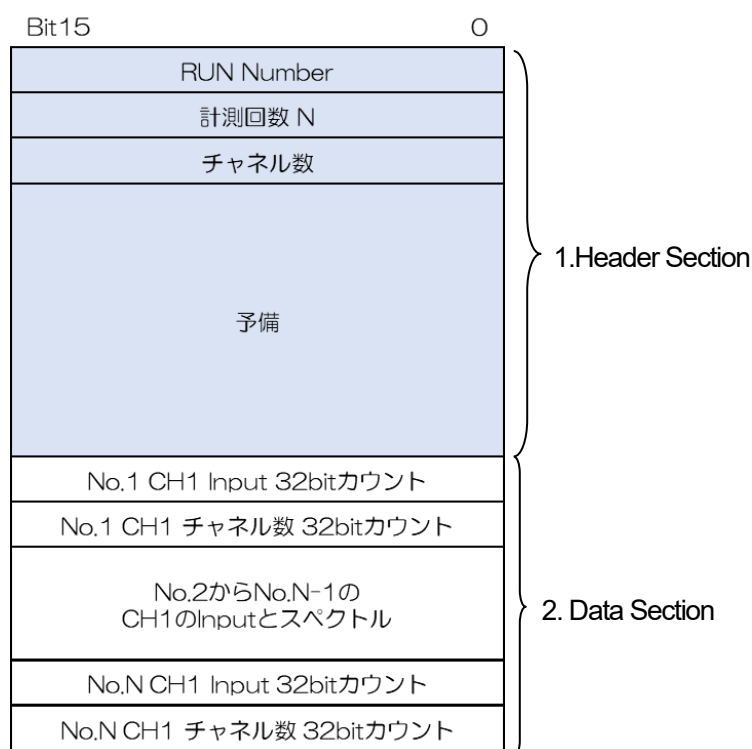 Bit15 0
RUN Number
計測回数 N
チャネル数
予備
1.Header Section
No.1 CH1 Input 32bitカウント
No.1 CH1 チャネル数 32bitカウント
No.2からNo.N-1の
CH1のInputとスペクトル
2. Data Section
No.N CH1 Input 32bitカウント
No.N CH1 チャネル数 32bitカウント